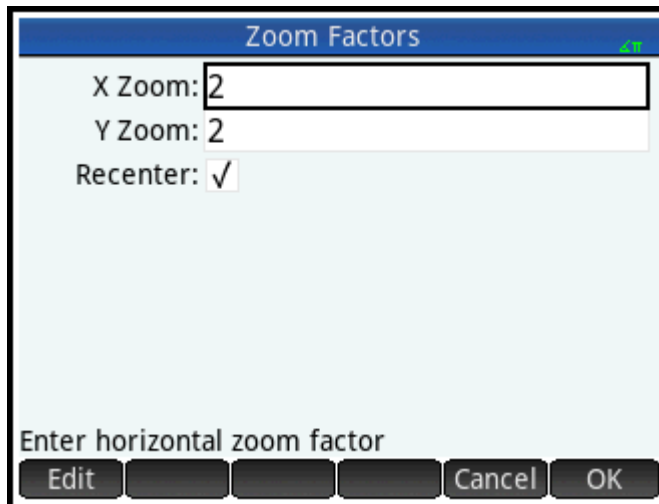 Zoom Factors
∡π
X Zoom: 2
Y Zoom: 2
Recenter: √
Enter horizontal zoom factor
Edit Cancel OK